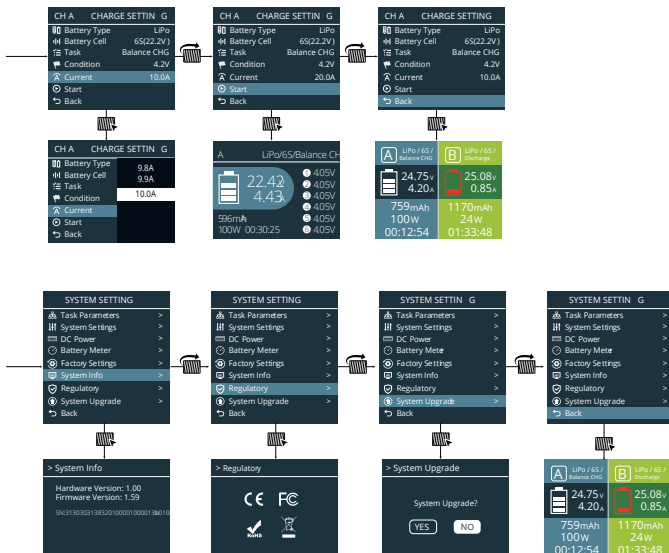 CH A CHARGE SETTIN G
Battery Type LiPo
Battery Cell 6S(22.2V )
Task Balance CHG
Condition 4.2V
Current 10.0A
Start
Back
CH A CHARGE SETTIN G
Battery Type LiPo
Battery Cell 6S(22.2V )
Task Balance CHG
Condition 4.2V
Current 20.0A
Start
Back
CH A CHARGE SETTING
Battery Type LiPo
Battery Cell 6S(22.2V )
Task Balance CHG
Condition 4.2V
Current 10.0A
Start
Back
CH A CHARGE SETTIN G
Battery Type
Battery Cell
Task
Condition
Current
Start
Back
9.8A
9.9A
10.0A
A LiPo/6S/Balance CH
22.42
4.43A
596mAh
100W 00:30:25
1 4.05V
2 4.05V
3 4.05V
4 4.05V
5 4.05V
6 4.05V
A LiPo / 6S /
Balance CHG
24.75V
4.20A
759mAh
100W
00:12:54
B LiPo / 6S /
Discharge
25.08V
0.85A
1170mAh
24W
01:33:48
SYSTEM SETTING
Task Parameters >
System Settings >
DC Power >
Battery Meter >
Factory Settings >
System Info >
Regulatory >
System Upgrade >
Back
SYSTEM SETTING
Task Parameters >
System Settings >
DC Power >
Battery Meter >
Factory Settings >
System Info >
Regulatory >
System Upgrade >
Back
SYSTEM SETTIN G
Task Parameters >
System Settings >
DC Power >
Battery Meter >
Factory Settings >
System Info >
Regulatory >
System Upgrade >
Back
SYSTEM SETTIN G
Task Parameters >
System Settings >
DC Power >
Battery Meter >
Factory Settings >
System Info >
Regulatory >
System Upgrade >
Back
> System Info
Hardware Version: 1.00
Firmware Version: 1.59
> Regulatory
CE FC
RoHS
> System Upgrade
System Upgrade?
YES NO
A LiPo / 6S /
Balance CHG
24.75V
4.20A
759mAh
100W
00:12:54
B LiPo / 6S /
Discharge
25.08V
0.85A
1170mAh
24W
01:33:48